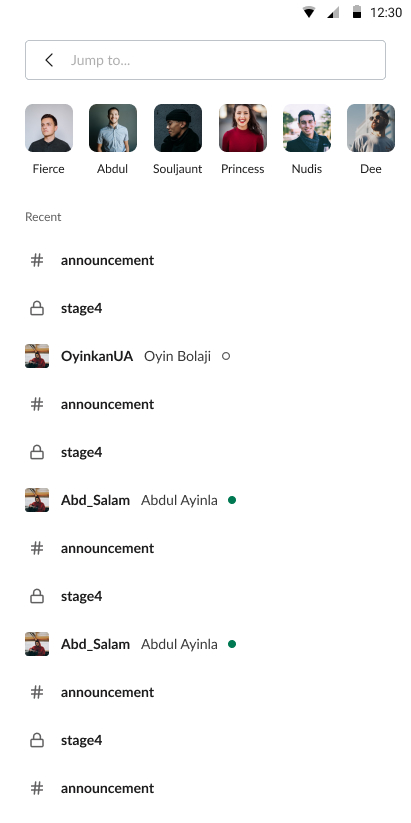 12:30
Jump to...
Fierce Abdul Souljaunt Princess Nudis Dee
Recent
# announcement
stage4
OyinkanUA Oyin Bolaji
# announcement
stage4
Abd_Salam Abdul Ayinla
# announcement
stage4
Abd_Salam Abdul Ayinla
# announcement
stage4
# announcement